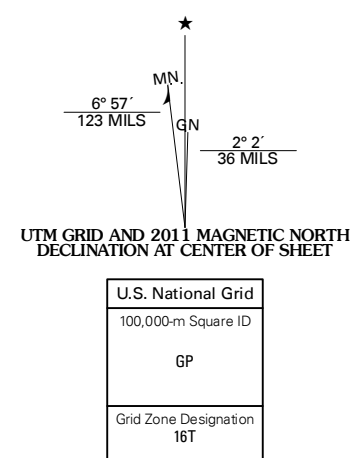 ★
MN.
6° 57´
123 MILS
GN
2° 2´
36 MILS
UTM GRID AND 2011 MAGNETIC NORTH
DECLINATION AT CENTER OF SHEET
U.S. National Grid
100,000-m Square ID
GP
Grid Zone Designation
16T